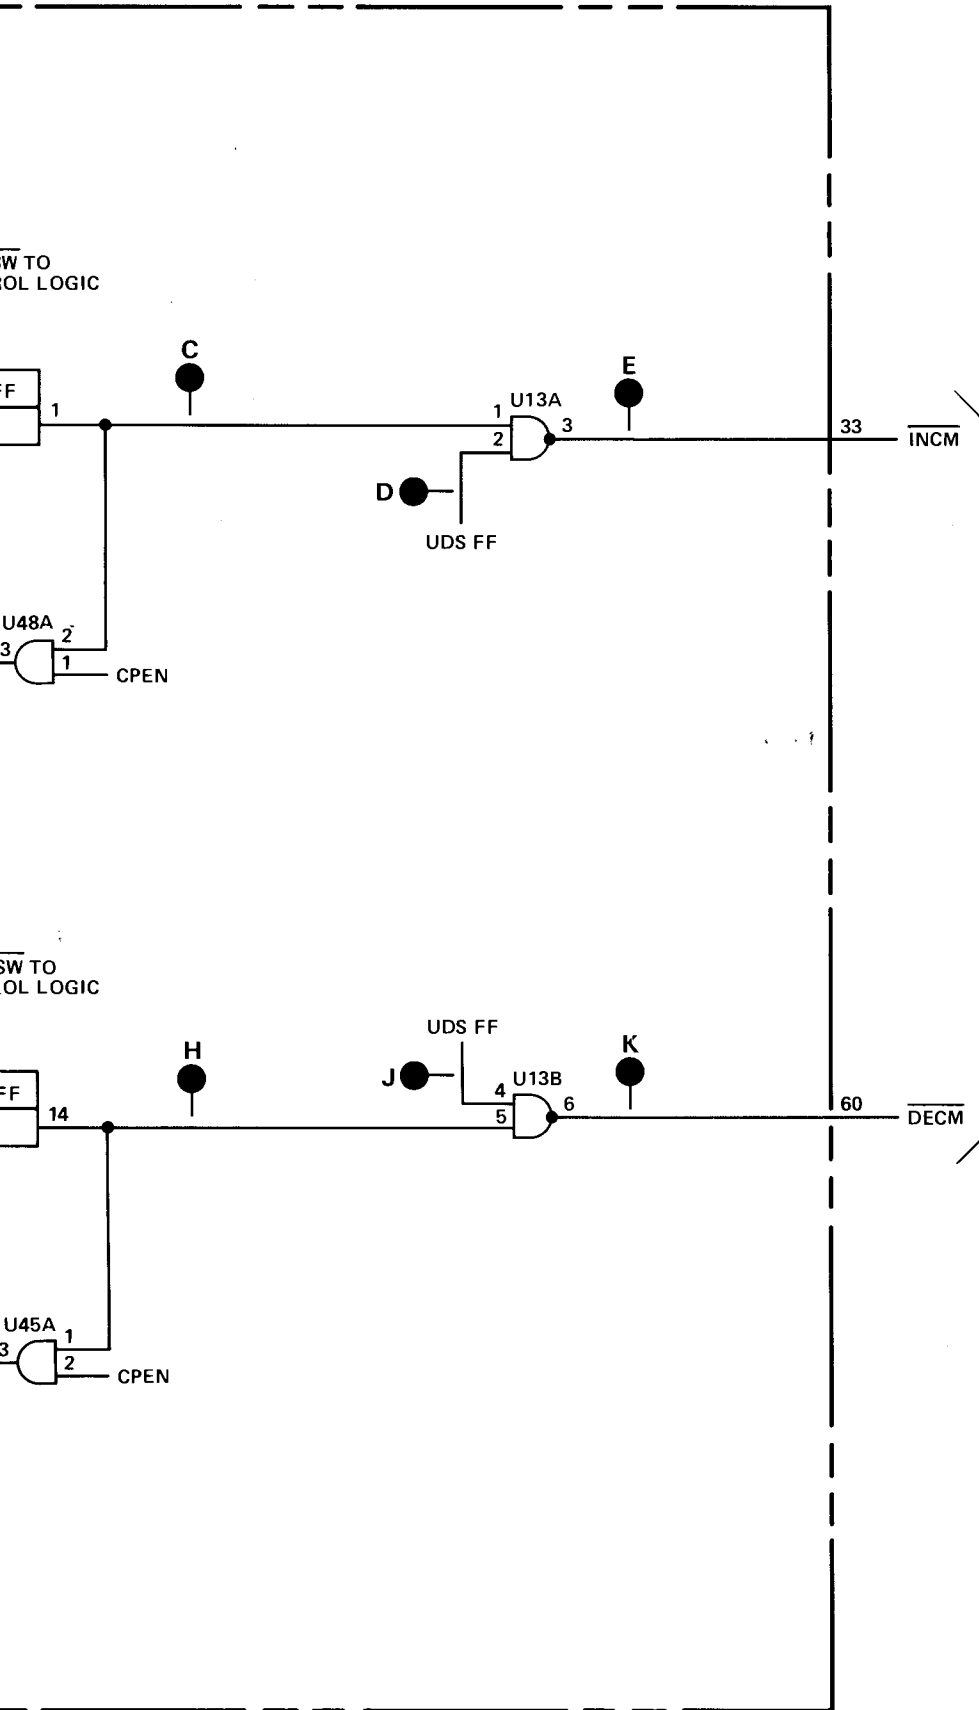 W TO
OL LOGIC
C
FF
1
E
U13A
1
2
3
33
INCM
D
UDS FF
U48A
2
3
1
CPEN
SW TO
OL LOGIC
UDS FF
H
K
J
U13B
FF
14
4
5
6
60
DECM
U45A
1
3
2
CPEN